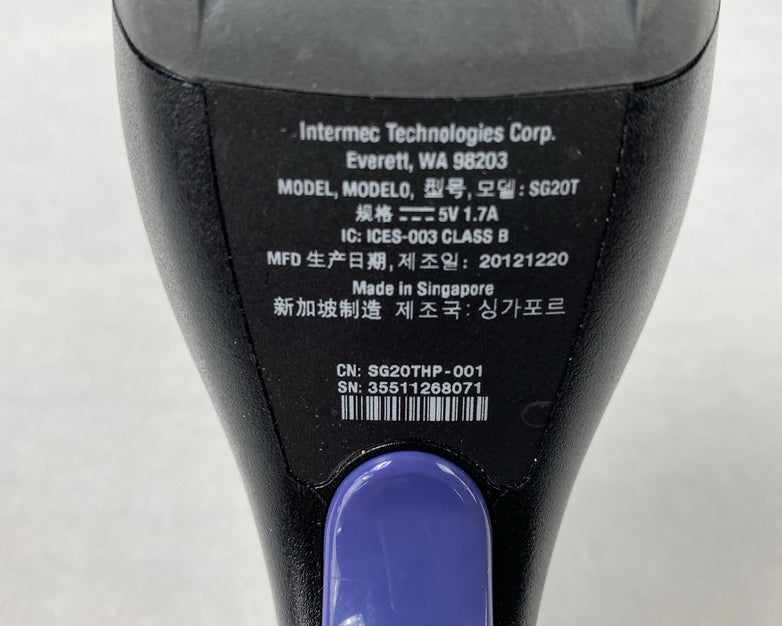 Intermec Technologies Corp.
Everett, WA 98203
MODEL, MODELO, 型号, 모델: SG20T
规格 ⎓ 5V 1.7A
IC: ICES-003 CLASS B
MFD 生产日期, 제조일: 20121220
Made in Singapore
新加坡制造 제조국: 싱가포르
CN: SG20THP-001
SN: 35511268071